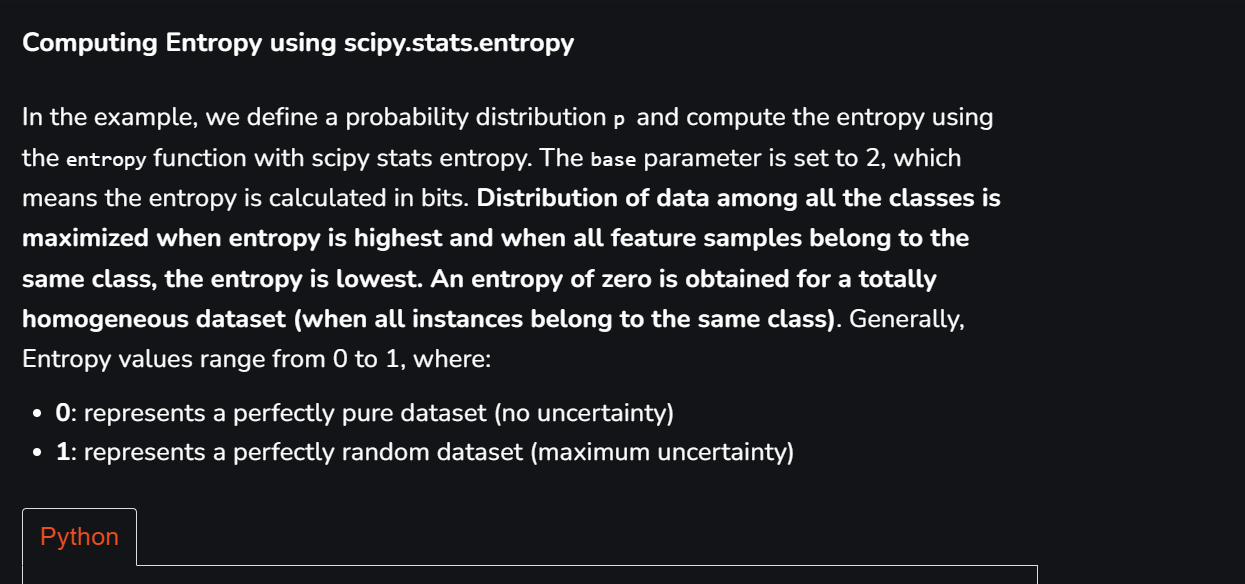 Computing Entropy using scipy.stats.entropy
In the example, we define a probability distribution p and compute the entropy using
the entropy function with scipy stats entropy. The base parameter is set to 2, which
means the entropy is calculated in bits. Distribution of data among all the classes is
maximized when entropy is highest and when all feature samples belong to the
same class, the entropy is lowest. An entropy of zero is obtained for a totally
homogeneous dataset (when all instances belong to the same class). Generally,
Entropy values range from 0 to 1, where:
• 0: represents a perfectly pure dataset (no uncertainty)
• 1: represents a perfectly random dataset (maximum uncertainty)
Python